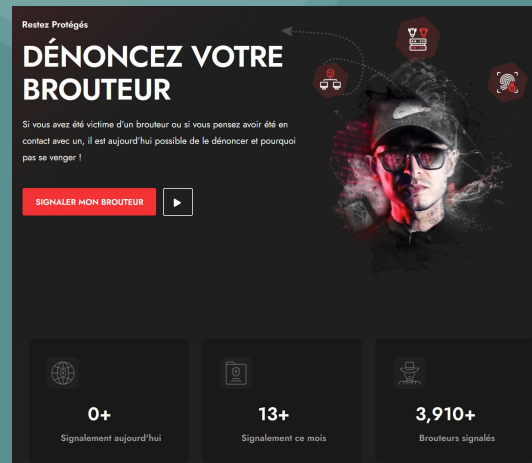 Restez Protégés
DÉNONCEZ VOTRE
BROUTEUR
Si vous avez été victime d'un brouteur ou si vous pensez avoir été en
contact avec un, il est aujourd'hui possible de le dénoncer et pourquoi
pas se venger !
SIGNALER MON BROUTEUR
0+
Signalement aujourd'hui
13+
Signalement ce mois
3,910+
Brouteurs signalés